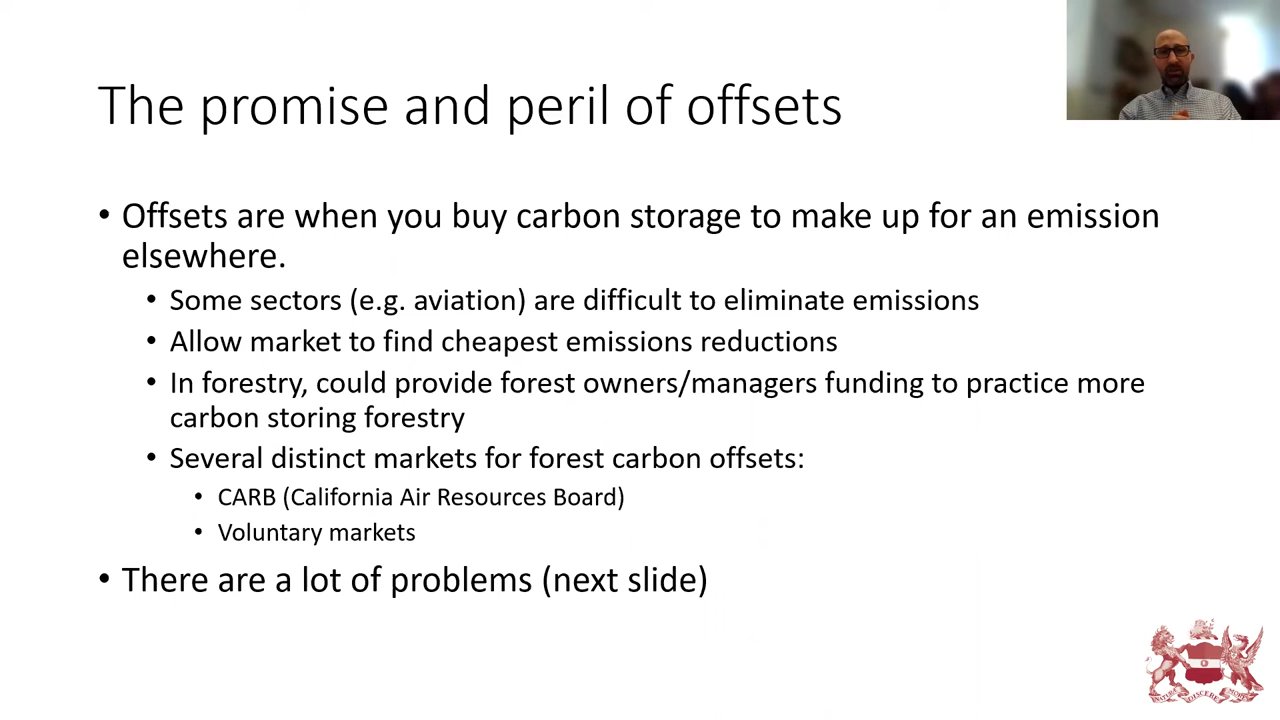 The promise and peril of offsets
• Offsets are when you buy carbon storage to make up for an emission
elsewhere.
• Some sectors (e.g. aviation) are difficult to eliminate emissions
• Allow market to find cheapest emissions reductions
• In forestry, could provide forest owners/managers funding to practice more
carbon storing forestry
• Several distinct markets for forest carbon offsets:
• CARB (California Air Resources Board)
• Voluntary markets
• There are a lot of problems (next slide)
DISCERE